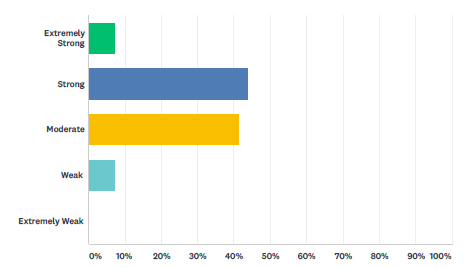 Extremely
Strong
Strong
Moderate
Weak
Extremely Weak
0% 10% 20% 30% 40% 50% 60% 70% 80% 90% 100%